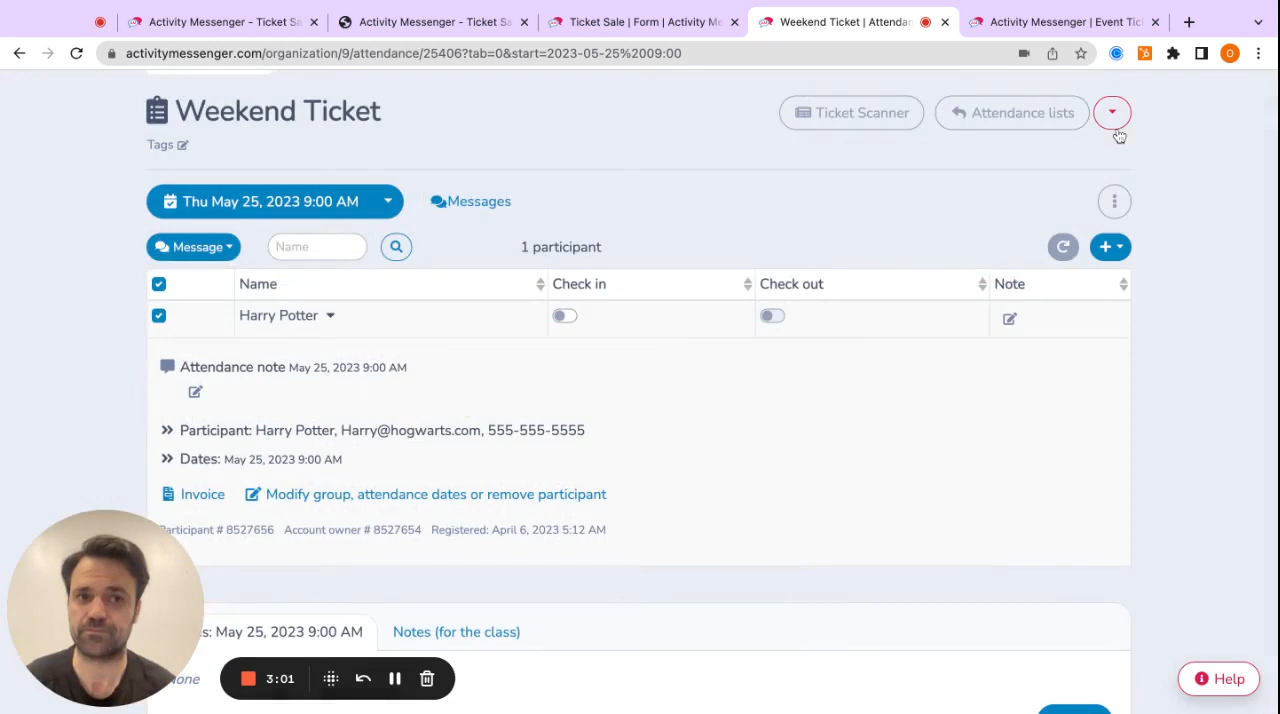 Activity Messenger - Ticket Sa
Activity Messenger - Ticket Sa
Ticket Sale | Form | Activity Me
Weekend Ticket | Attendan
Activity Messenger | Event Tic
activitymessenger.com/organization/9/attendance/25406?tab=0&start=2023-05-25%2009:00
O
Weekend Ticket
Ticket Scanner
Attendance lists
Tags
Thu May 25, 2023 9:00 AM
Messages
Message
Name
1 participant
Name
Check in
Check out
Note
Harry Potter
Attendance note May 25, 2023 9:00 AM
Participant: Harry Potter, Harry@hogwarts.com, 555-555-5555
Dates: May 25, 2023 9:00 AM
Invoice
Modify group, attendance dates or remove participant
Participant # 8527656 Account owner # 8527654 Registered: April 6, 2023 5:12 AM
s: May 25, 2023 9:00 AM
Notes (for the class)
None
3:01
Help